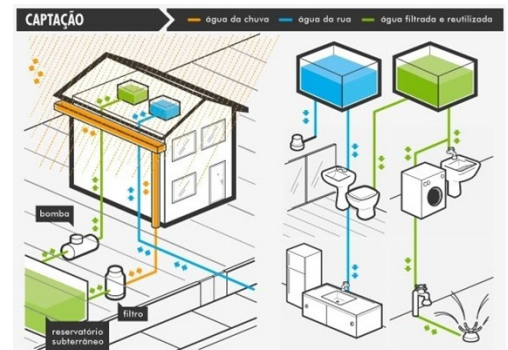 CAPTAÇÃO
água da chuva água da rua água filtrada e reutilizada
bomba
filtro
reservatório
subterrâneo